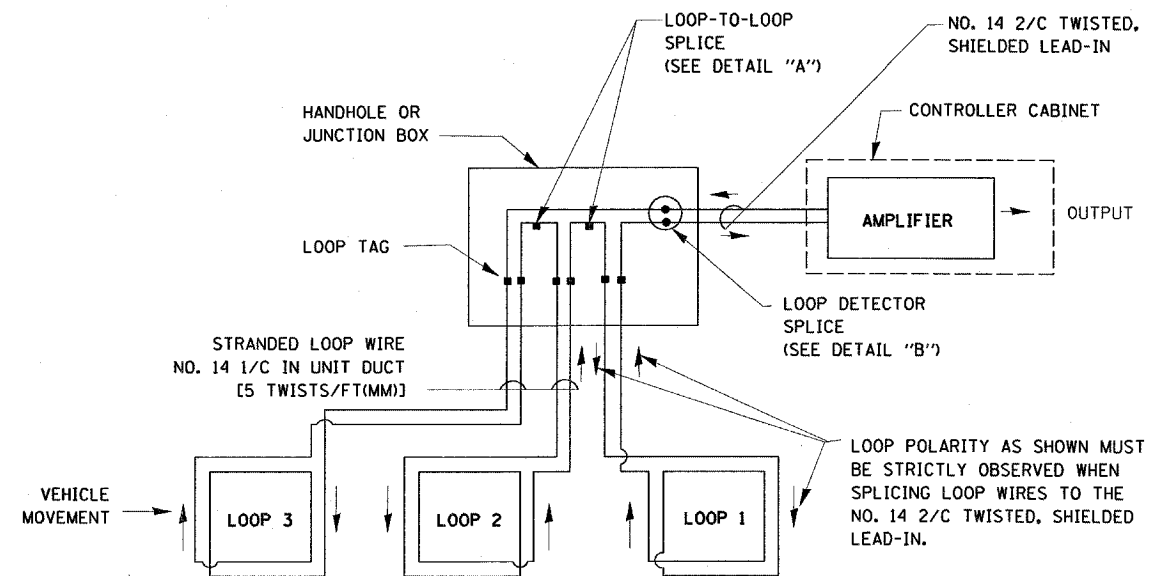 LOOP-TO-LOOP
SPLICE
(SEE DETAIL "A")
NO. 14 2/C TWISTED,
SHIELDED LEAD-IN
HANDHOLE OR
JUNCTION BOX
CONTROLLER CABINET
AMPLIFIER
OUTPUT
LOOP TAG
LOOP DETECTOR
SPLICE
(SEE DETAIL "B")
STRANDED LOOP WIRE
NO. 14 1/C IN UNIT DUCT
[5 TWISTS/FT(MM)]
LOOP POLARITY AS SHOWN MUST
BE STRICTLY OBSERVED WHEN
SPLICING LOOP WIRES TO THE
NO. 14 2/C TWISTED, SHIELDED
LEAD-IN.
VEHICLE
MOVEMENT
LOOP 3
LOOP 2
LOOP 1